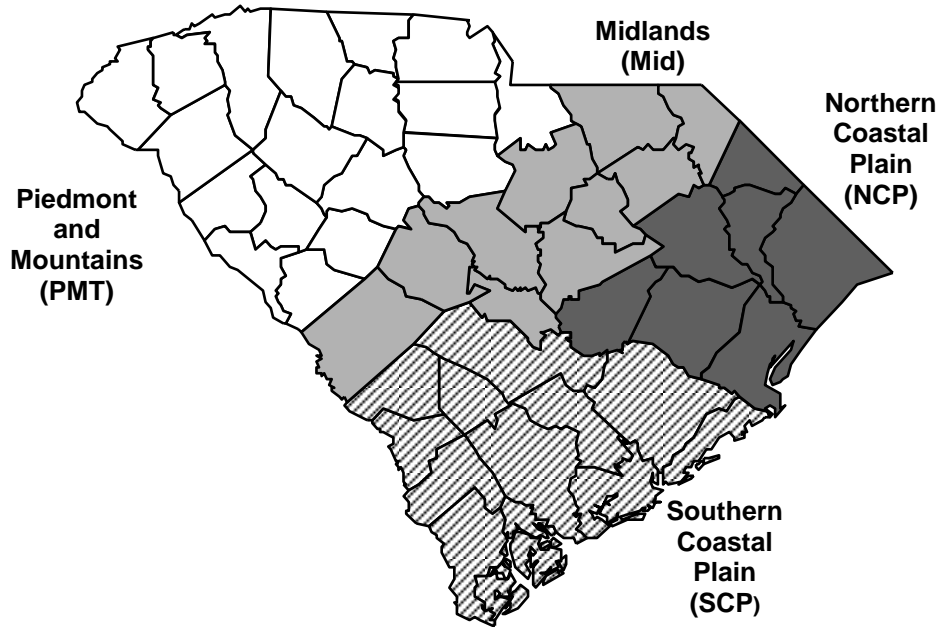 Midlands
(Mid)
Northern
Coastal
Plain
(NCP)
Piedmont
and
Mountains
(PMT)
Southern
Coastal
Plain
(SCP)